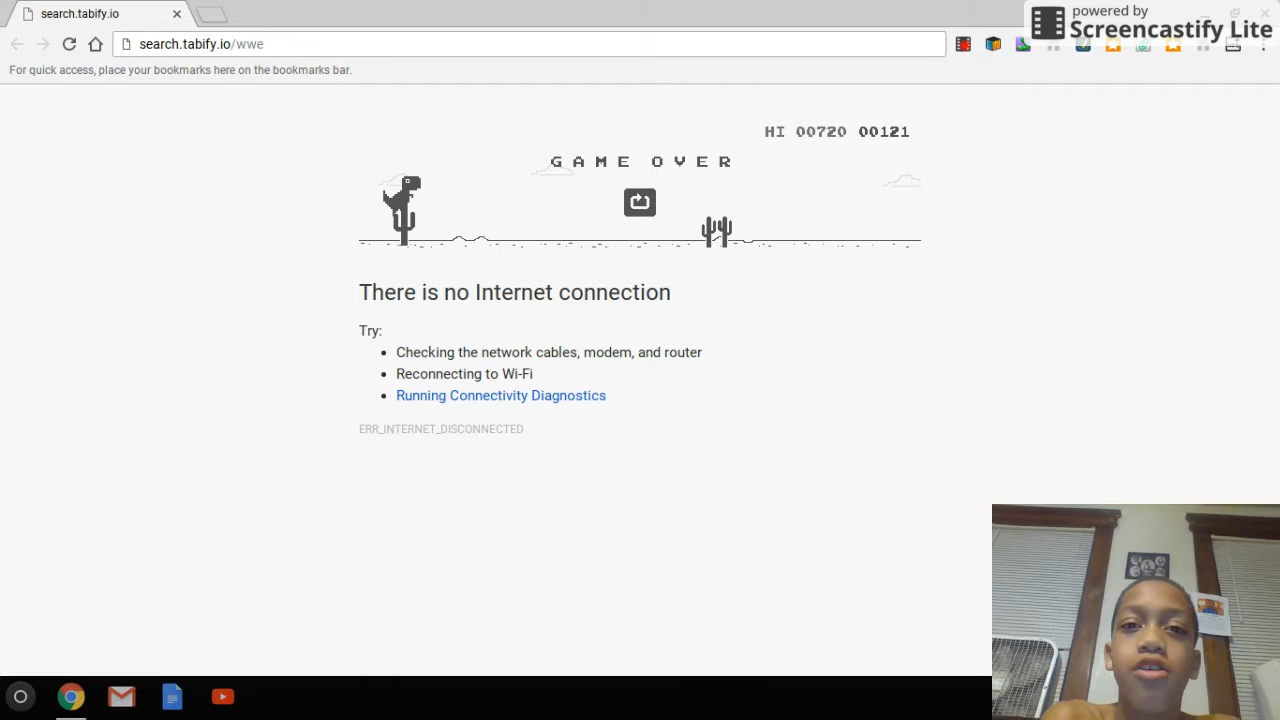 search.tabify.io
powered by
Screencastify Lite
search.tabify.io/wwe
For quick access, place your bookmarks here on the bookmarks bar.
HI 00720 00121
GAME OVER
There is no Internet connection
Try:
Checking the network cables, modem, and router
Reconnecting to Wi-Fi
Running Connectivity Diagnostics
ERR_INTERNET_DISCONNECTED